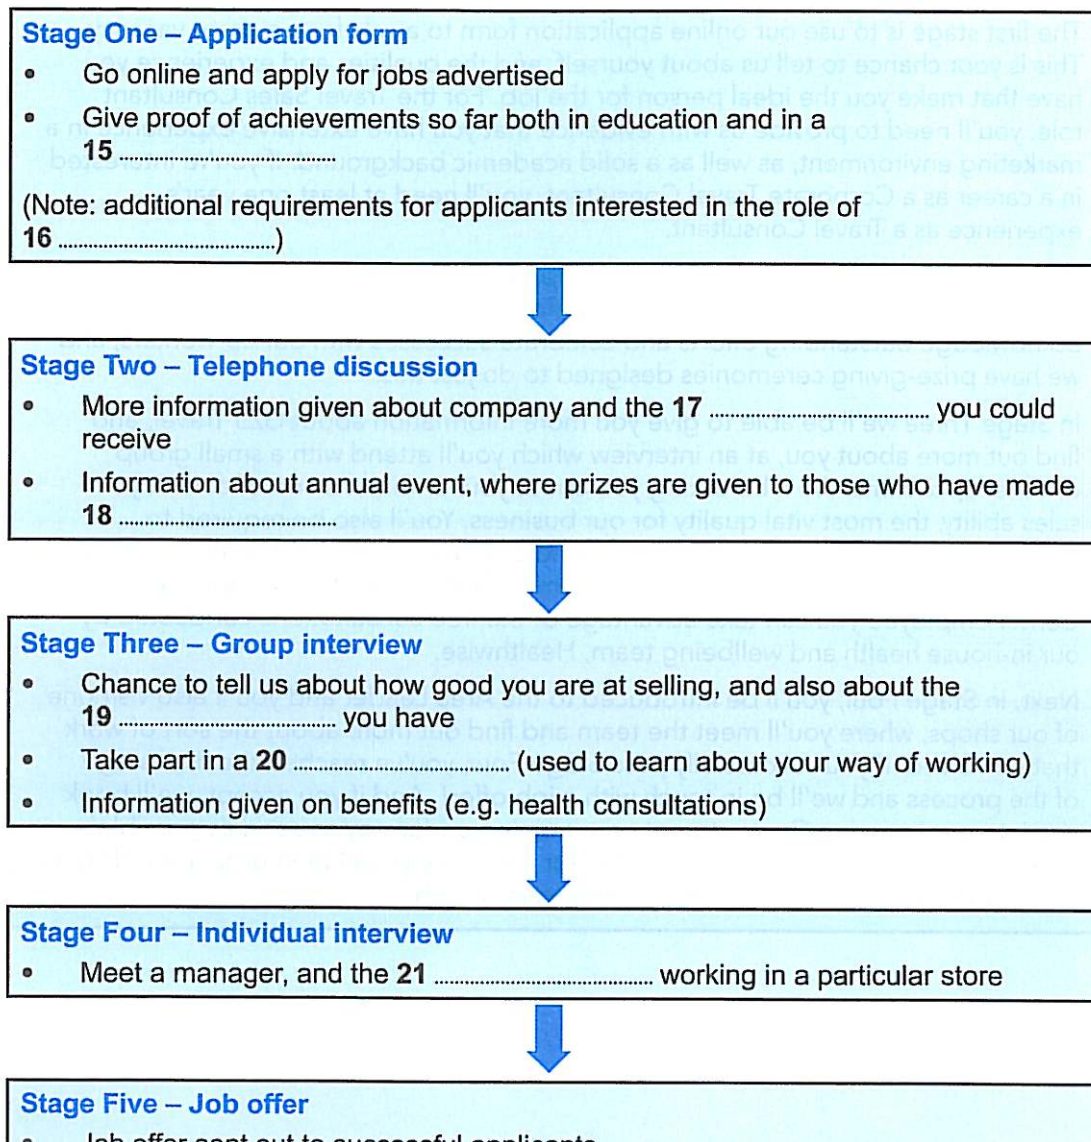 Stage One – Application form
• Go online and apply for jobs advertised
• Give proof of achievements so far both in education and in a
15 ..............................
(Note: additional requirements for applicants interested in the role of
16 ..............................)
Stage Two – Telephone discussion
• More information given about company and the 17 .............................. you could
receive
• Information about annual event, where prizes are given to those who have made
18 ..............................
Stage Three – Group interview
• Chance to tell us about how good you are at selling, and also about the
19 .............................. you have
• Take part in a 20 .............................. (used to learn about your way of working)
• Information given on benefits (e.g. health consultations)
Stage Four – Individual interview
• Meet a manager, and the 21 .............................. working in a particular store
Stage Five – Job offer
• Job offer sent out to successful applicants